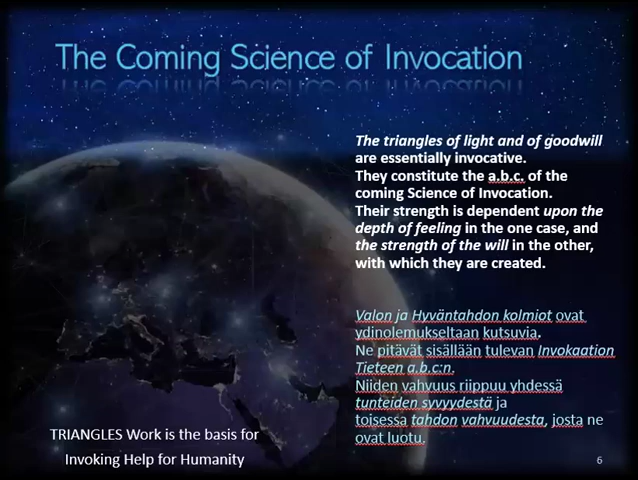 The Coming Science of Invocation
The triangles of light and of goodwill
are essentially invocative.
They constitute the a.b.c. of the
coming Science of Invocation.
Their strength is dependent upon the
depth of feeling in the one case, and
the strength of the will in the other,
with which they are created.
Valon ja Hyväntahdon kolmiot ovat
ydinolemukseltaan kutsuvia.
Ne pitävät sisällään tulevan Invokaation
Tieteen a.b.c:n.
Niiden vahvuus riippuu yhdessä
tunteiden syvyydestä ja
toisessa tahdon vahvuudesta, josta ne
ovat luotu.
TRIANGLES Work is the basis for
Invoking Help for Humanity
6